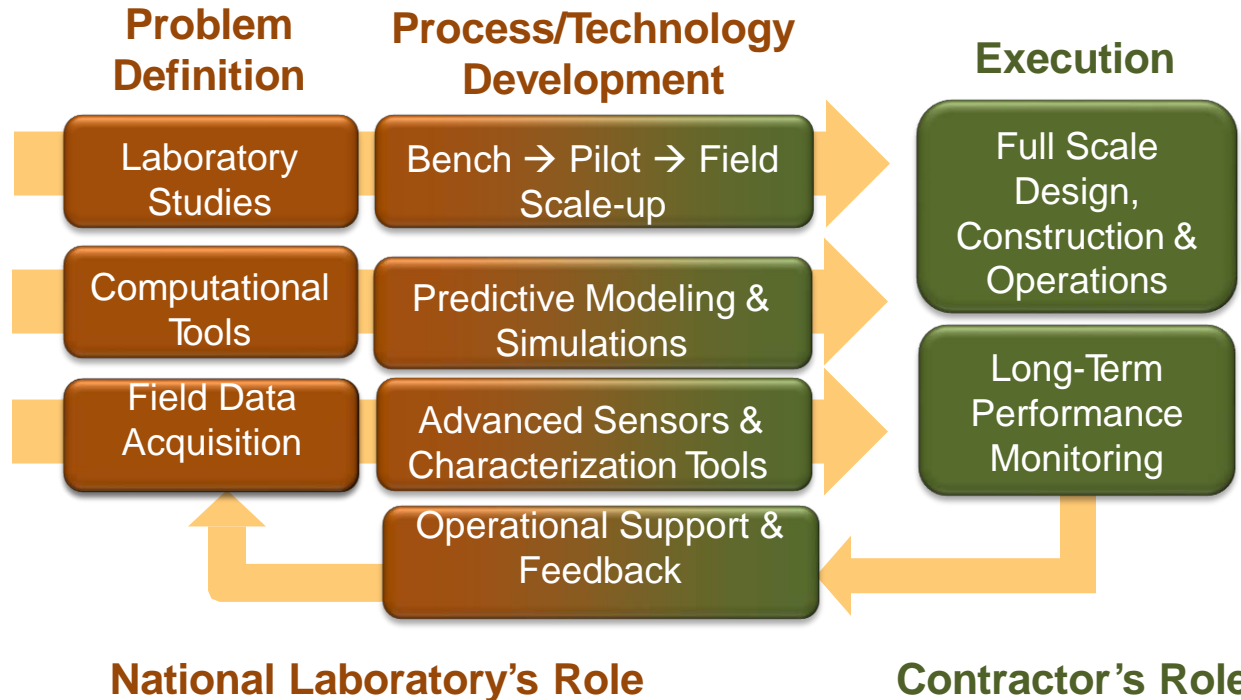 Problem
Definition
Process/Technology
Development
Execution
Laboratory
Studies
Bench → Pilot → Field
Scale-up
Full Scale
Design,
Construction &
Operations
Computational
Tools
Predictive Modeling &
Simulations
Field Data
Acquisition
Advanced Sensors &
Characterization Tools
Long-Term
Performance
Monitoring
Operational Support &
Feedback
National Laboratory's Role
Contractor's Role